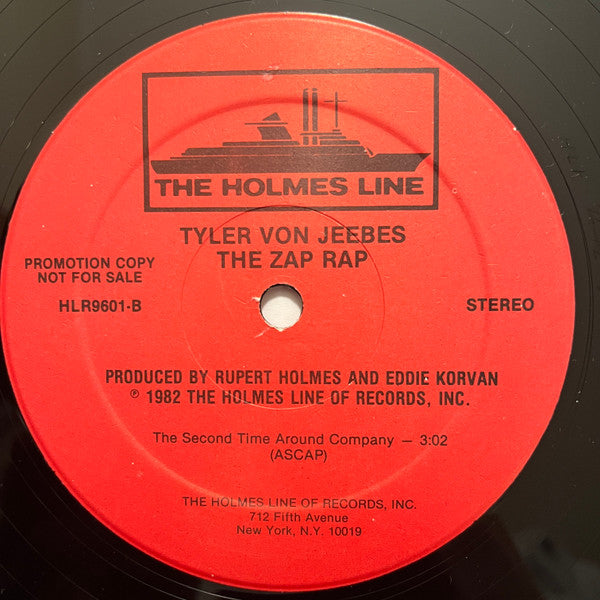 THE HOLMES LINE
TYLER VON JEEBES
THE ZAP RAP
PROMOTION COPY
NOT FOR SALE
HLR9601-B
STEREO
PRODUCED BY RUPERT HOLMES AND EDDIE KORVAN
℗ 1982 THE HOLMES LINE OF RECORDS, INC.
The Second Time Around Company — 3:02
(ASCAP)
THE HOLMES LINE OF RECORDS, INC.
712 Fifth Avenue
New York, N.Y. 10019